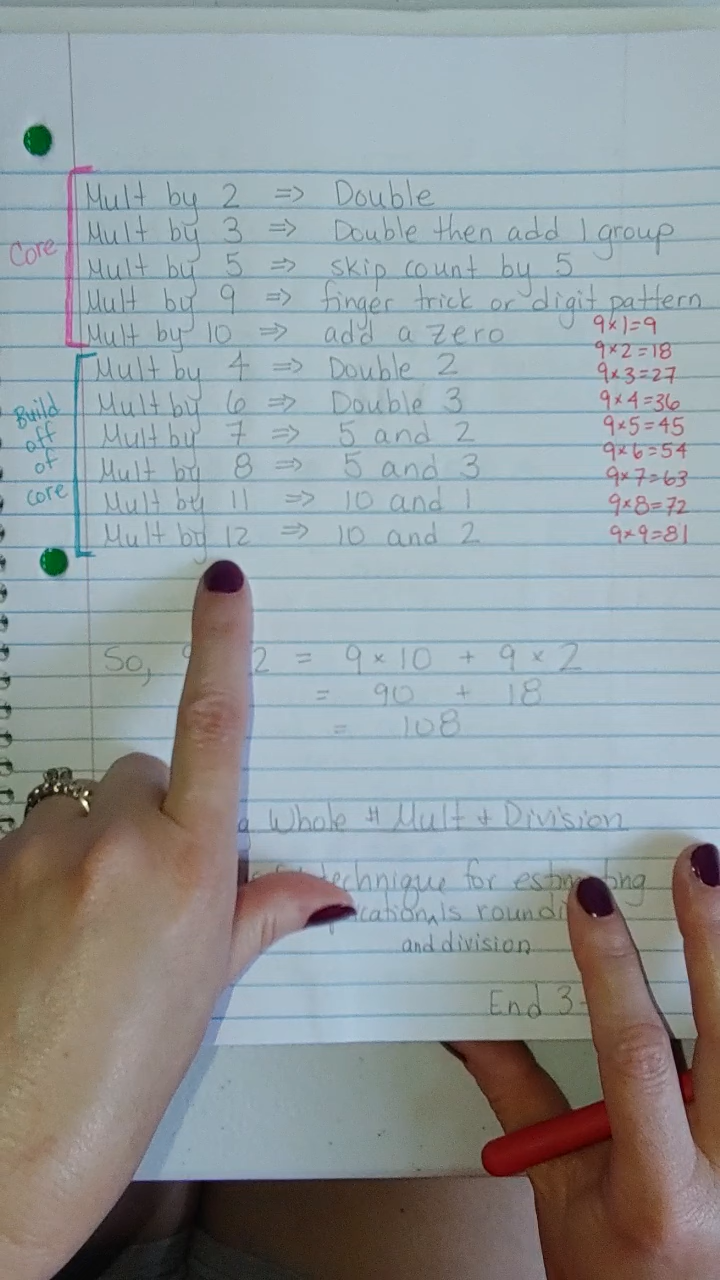 Core
Mult by 2 => Double
Mult by 3 => Double then add 1 group
Mult by 5 => skip count by 5
Mult by 9 => finger trick or digit pattern
Mult by 10 => add a zero
Build
off
of
core
Mult by 4 => Double 2
Mult by 6 => Double 3
Mult by 7 => 5 and 2
Mult by 8 => 5 and 3
Mult by 11 => 10 and 1
Mult by 12 => 10 and 2
9×1=9
9×2=18
9×3=27
9×4=36
9×5=45
9×6=54
9×7=63
9×8=72
9×9=81
So, 9 2 = 9×10 + 9×2
= 90 + 18
= 108
Whole # Mult + Division
technique for estimating
is
and division
End 3-